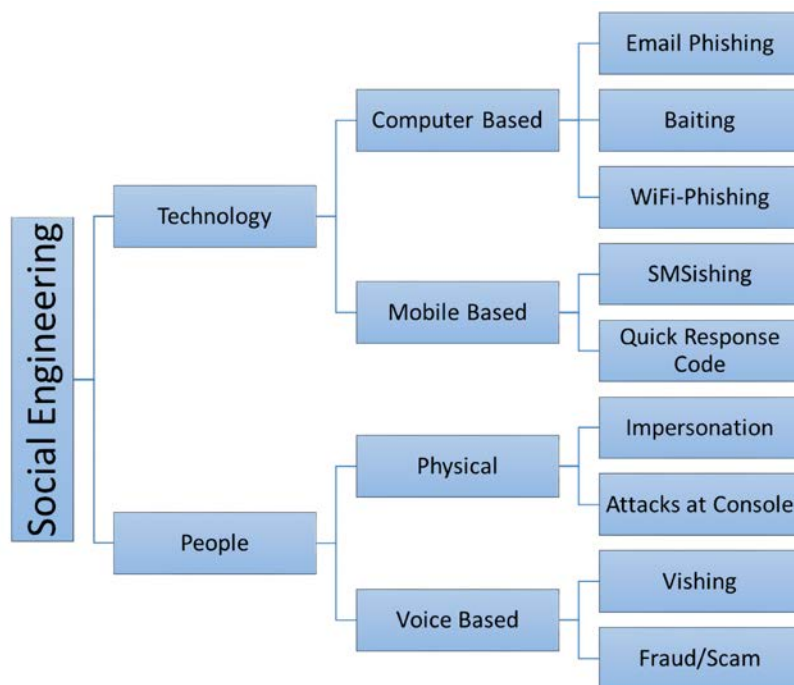 Social Engineering
Technology
People
Computer Based
Mobile Based
Physical
Voice Based
Email Phishing
Baiting
WiFi-Phishing
SMSishing
Quick Response
Code
Impersonation
Attacks at Console
Vishing
Fraud/Scam